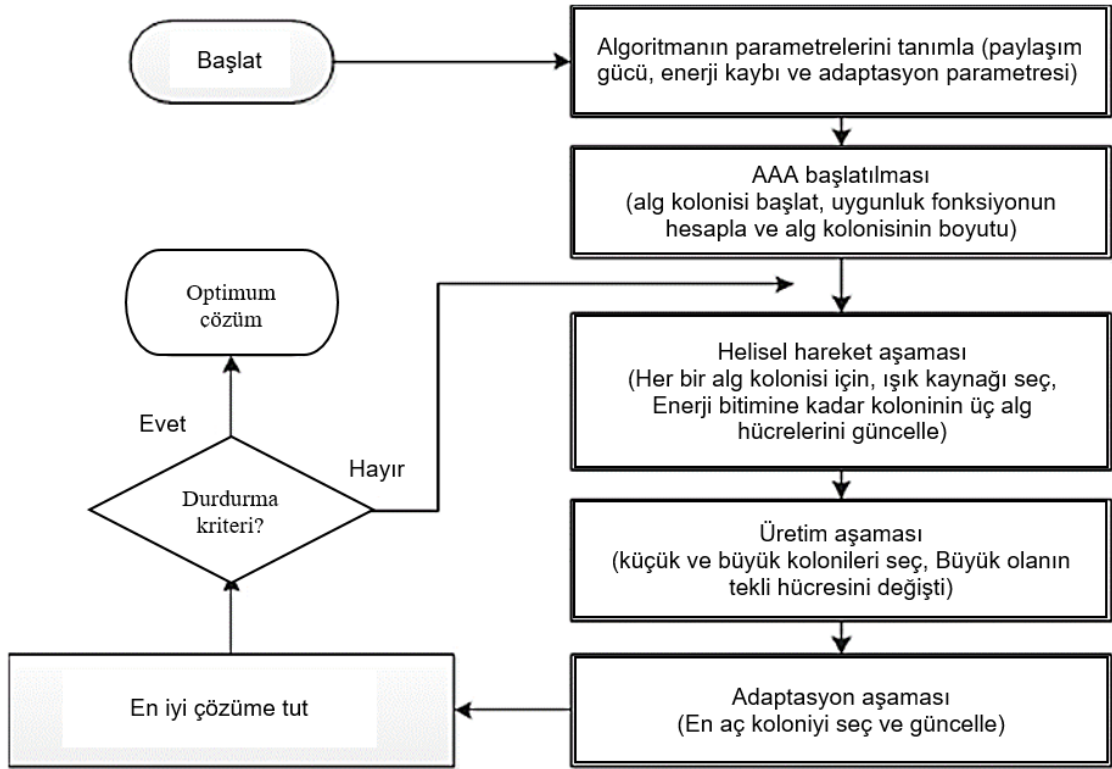 Başlat
Algoritmanın parametrelerini tanımla (paylaşım
gücü, enerji kaybı ve adaptasyon parametresi)
AAA başlatılması
(alg kolonisi başlat, uygunluk fonksiyonun
hesapla ve alg kolonisinin boyutu)
Helisel hareket aşaması
(Her bir alg kolonisi için, ışık kaynağı seç,
Enerji bitimine kadar koloninin üç alg
hücrelerini güncelle)
Üretim aşaması
(küçük ve büyük kolonileri seç, Büyük olanın
tekli hücresini değişti)
Adaptasyon aşaması
(En aç koloniyi seç ve güncelle)
En iyi çözüme tut
Durdurma
kriteri?
Evet
Hayır
Optimum
çözüm